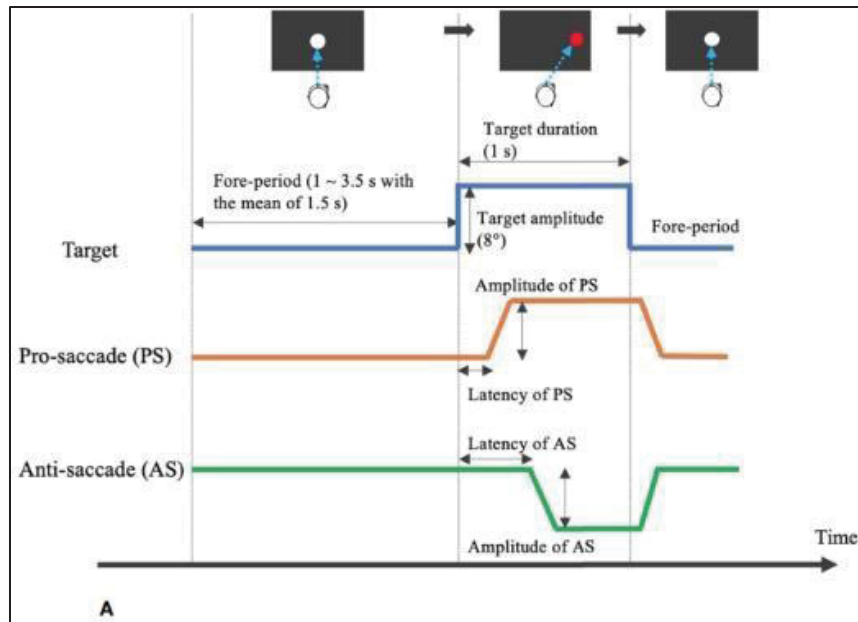 Target duration
(1 s)
Fore-period (1 ~ 3.5 s with
the mean of 1.5 s)
Target amplitude
(8°)
Fore-period
Target
Amplitude of PS
Pro-saccade (PS)
Latency of PS
Latency of AS
Anti-saccade (AS)
Amplitude of AS
Time
A